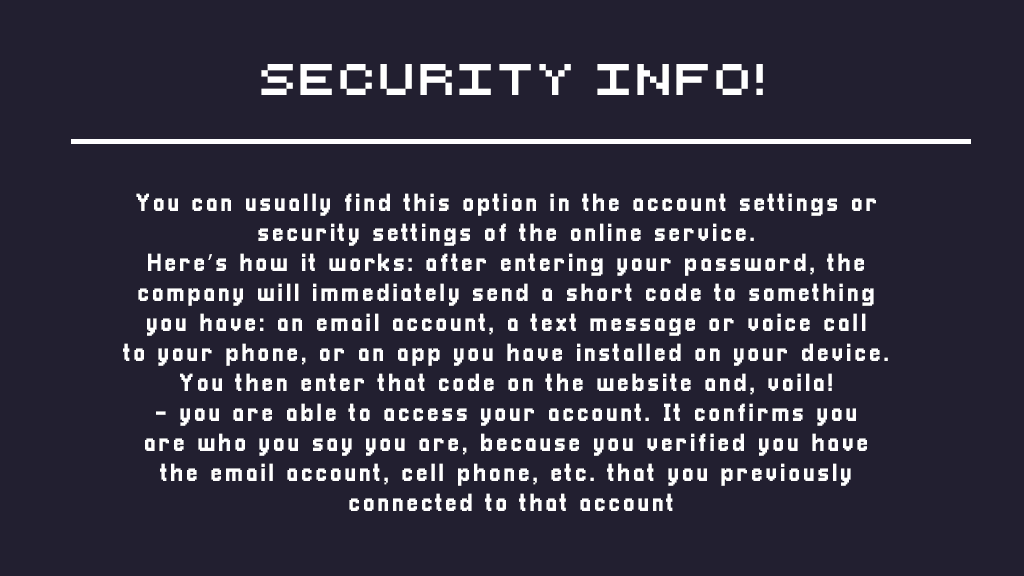 SECURITY INFO!
You can usually find this option in the account settings or
security settings of the online service.
Here's how it works: after entering your password, the
company will immediately send a short code to something
you have: an email account, a text message or voice call
to your phone, or an app you have installed on your device.
You then enter that code on the website and, voila!
- you are able to access your account. It confirms you
are who you say you are, because you verified you have
the email account, cell phone, etc. that you previously
connected to that account